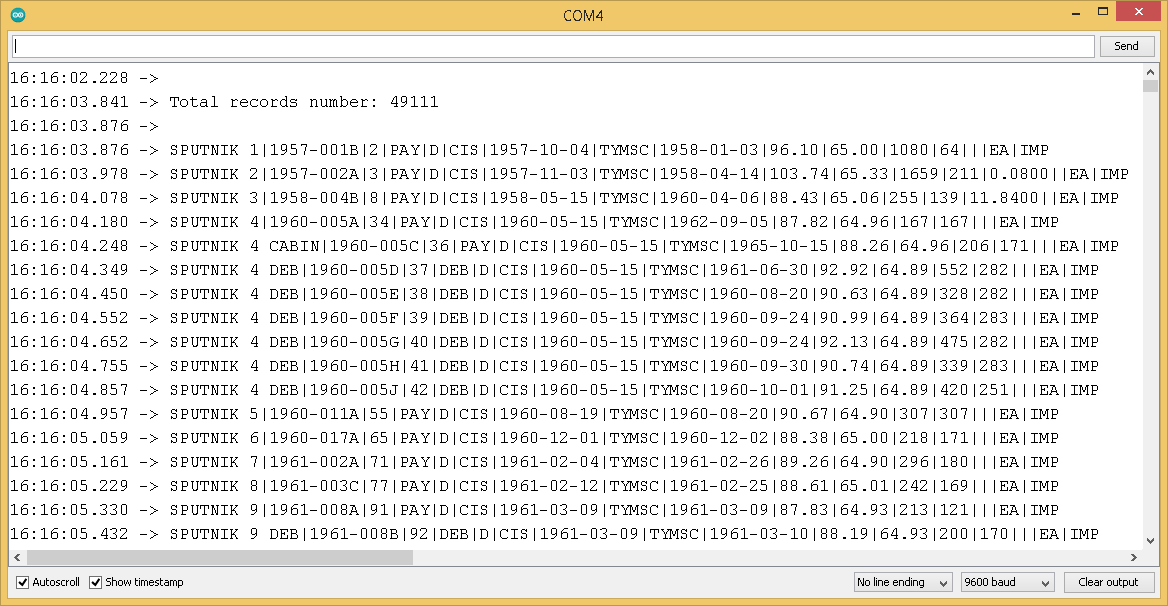 COM4
Send
16:16:02.228 ->
16:16:03.841 -> Total records number: 49111
16:16:03.876 ->
16:16:03.876 -> SPUTNIK 1|1957-001B|2|PAY|D|CIS|1957-10-04|TYMSC|1958-01-03|96.10|65.00|1080|64|||EA|IMP
16:16:03.978 -> SPUTNIK 2|1957-002A|3|PAY|D|CIS|1957-11-03|TYMSC|1958-04-14|103.74|65.33|1659|211|0.0800||EA|IMP
16:16:04.078 -> SPUTNIK 3|1958-004B|8|PAY|D|CIS|1958-05-15|TYMSC|1960-04-06|88.43|65.06|255|139|11.8400||EA|IMP
16:16:04.180 -> SPUTNIK 4|1960-005A|34|PAY|D|CIS|1960-05-15|TYMSC|1962-09-05|87.82|64.96|167|167|||EA|IMP
16:16:04.248 -> SPUTNIK 4 CABIN|1960-005C|36|PAY|D|CIS|1960-05-15|TYMSC|1965-10-15|88.26|64.96|206|171|||EA|IMP
16:16:04.349 -> SPUTNIK 4 DEB|1960-005D|37|DEB|D|CIS|1960-05-15|TYMSC|1961-06-30|92.92|64.89|552|282|||EA|IMP
16:16:04.450 -> SPUTNIK 4 DEB|1960-005E|38|DEB|D|CIS|1960-05-15|TYMSC|1960-08-20|90.63|64.89|328|282|||EA|IMP
16:16:04.552 -> SPUTNIK 4 DEB|1960-005F|39|DEB|D|CIS|1960-05-15|TYMSC|1960-09-24|90.99|64.89|364|283|||EA|IMP
16:16:04.652 -> SPUTNIK 4 DEB|1960-005G|40|DEB|D|CIS|1960-05-15|TYMSC|1960-09-24|92.13|64.89|475|282|||EA|IMP
16:16:04.755 -> SPUTNIK 4 DEB|1960-005H|41|DEB|D|CIS|1960-05-15|TYMSC|1960-09-30|90.74|64.89|339|283|||EA|IMP
16:16:04.857 -> SPUTNIK 4 DEB|1960-005J|42|DEB|D|CIS|1960-05-15|TYMSC|1960-10-01|91.25|64.89|420|251|||EA|IMP
16:16:04.957 -> SPUTNIK 5|1960-011A|55|PAY|D|CIS|1960-08-19|TYMSC|1960-08-20|90.67|64.90|307|307|||EA|IMP
16:16:05.059 -> SPUTNIK 6|1960-017A|65|PAY|D|CIS|1960-12-01|TYMSC|1960-12-02|88.38|65.00|218|171|||EA|IMP
16:16:05.161 -> SPUTNIK 7|1961-002A|71|PAY|D|CIS|1961-02-04|TYMSC|1961-02-26|89.26|64.90|296|180|||EA|IMP
16:16:05.229 -> SPUTNIK 8|1961-003C|77|PAY|D|CIS|1961-02-12|TYMSC|1961-02-25|88.61|65.01|242|169|||EA|IMP
16:16:05.330 -> SPUTNIK 9|1961-008A|91|PAY|D|CIS|1961-03-09|TYMSC|1961-03-09|87.83|64.93|213|121|||EA|IMP
16:16:05.432 -> SPUTNIK 9 DEB|1961-008B|92|DEB|D|CIS|1961-03-09|TYMSC|1961-03-10|88.19|64.93|200|170|||EA|IMP
Autoscroll Show timestamp No line ending 9600 baud Clear output